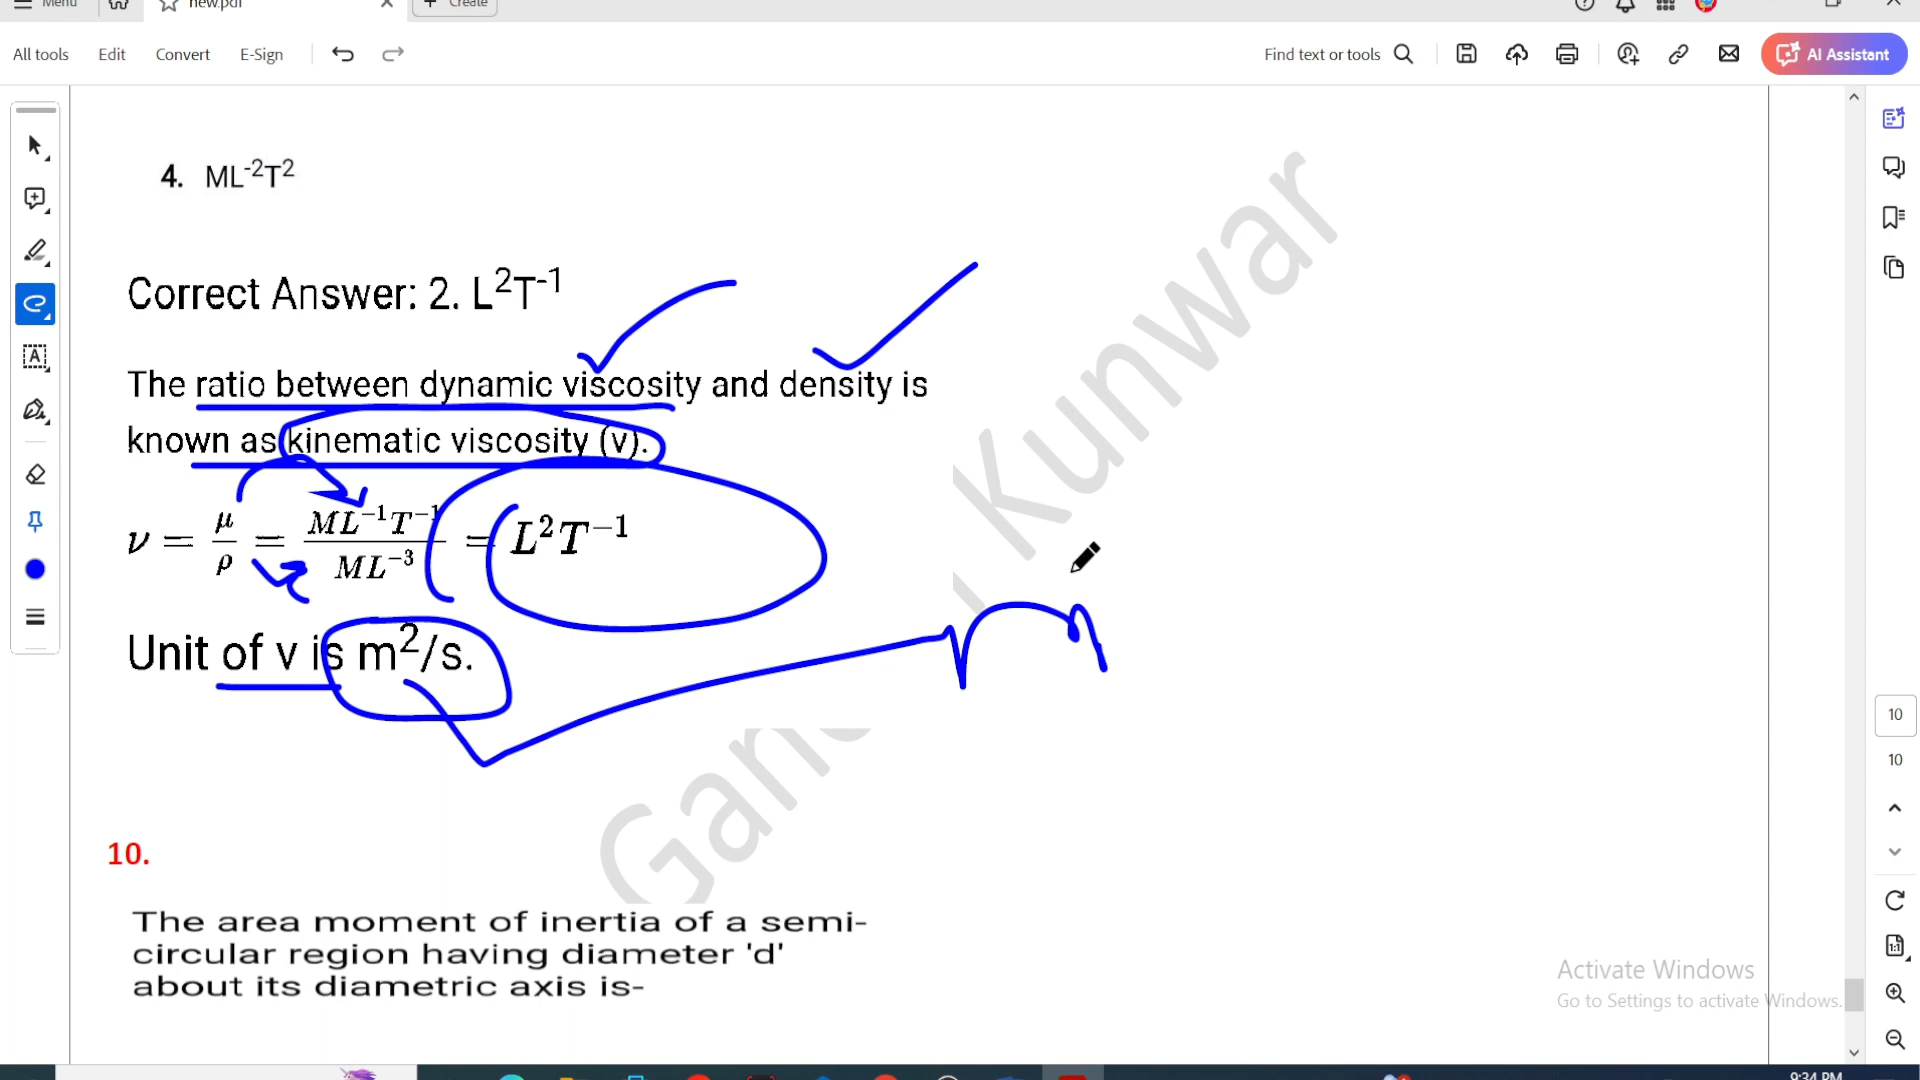 Menu
new.pdf
Create
All tools
Edit
Convert
E-Sign
Find text or tools
AI Assistant
4. ML⁻²T²
Correct Answer: 2. L²T⁻¹
The ratio between dynamic viscosity and density is
known as kinematic viscosity (v).
ν = μ/ρ = ML⁻¹T⁻¹/ML⁻³ = L²T⁻¹
Unit of v is m²/s.
m
Kunwar
10
10
10.
The area moment of inertia of a semi-
circular region having diameter 'd'
about its diametric axis is-
Activate Windows
Go to Settings to activate Windows.
9:34 PM